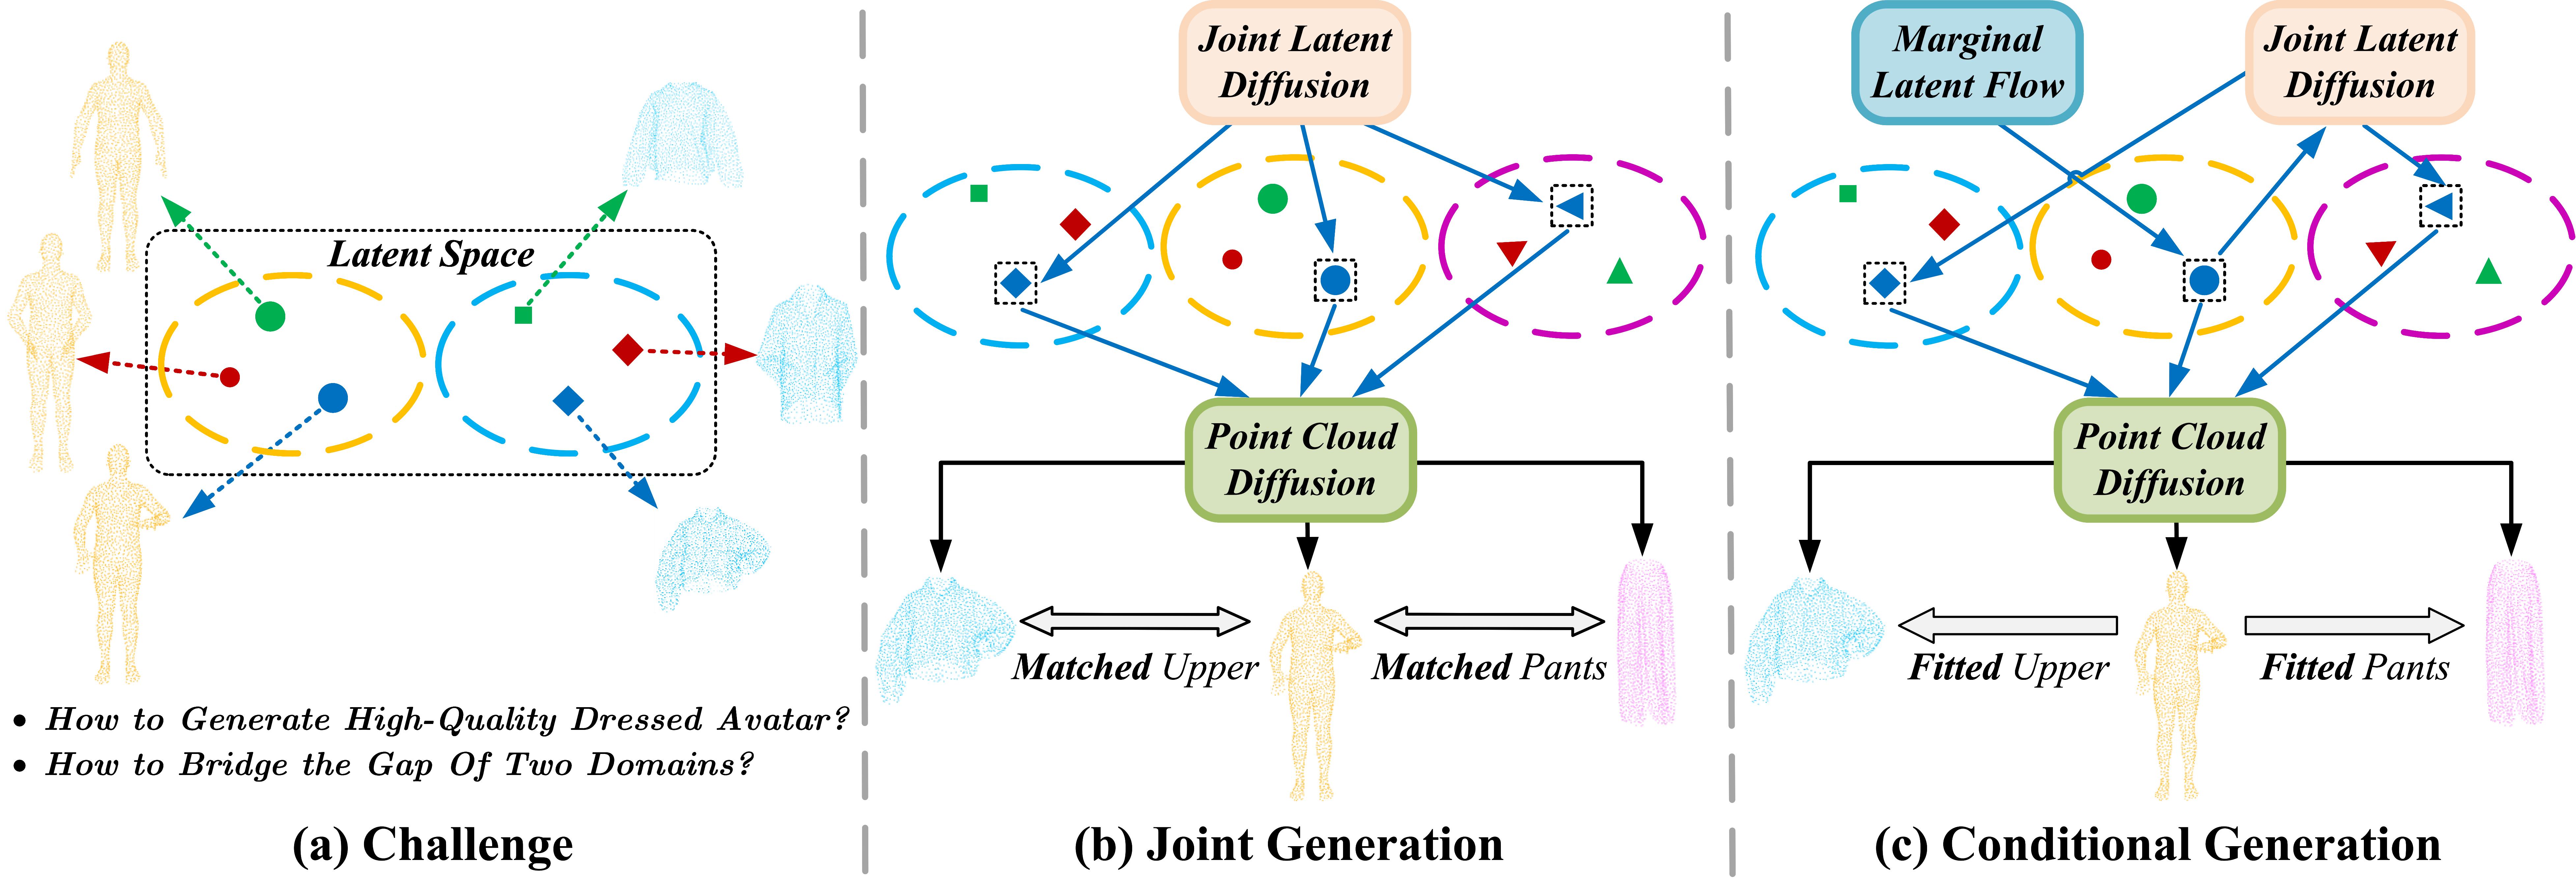 Latent Space
• How to Generate High-Quality Dressed Avatar?
• How to Bridge the Gap Of Two Domains?
(a) Challenge
Joint Latent
Diffusion
Point Cloud
Diffusion
Matched Upper
Matched Pants
(b) Joint Generation
Marginal
Latent Flow
Joint Latent
Diffusion
Point Cloud
Diffusion
Fitted Upper
Fitted Pants
(c) Conditional Generation